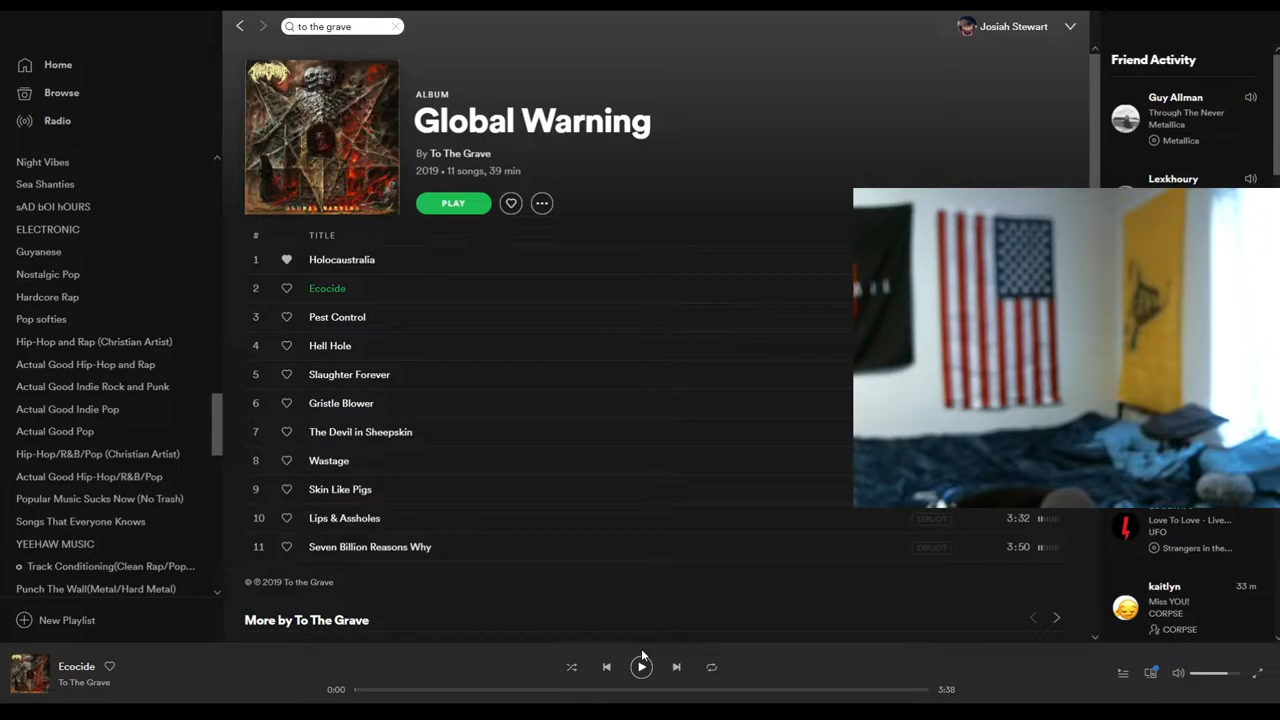 to the grave
Josiah Stewart
Home
Browse
Radio
Night Vibes
Sea Shanties
sAD bOI hOURS
ELECTRONIC
Guyanese
Nostalgic Pop
Hardcore Rap
Pop softies
Hip-Hop and Rap (Christian Artist)
Actual Good Hip-Hop and Rap
Actual Good Indie Rock and Punk
Actual Good Indie Pop
Actual Good Pop
Hip-Hop/R&B/Pop (Christian Artist)
Actual Good Hip-Hop/R&B/Pop
Popular Music Sucks Now (No Trash)
Songs That Everyone Knows
YEEHAW MUSIC
Track Conditioning(Clean Rap/Pop...
Punch The Wall(Metal/Hard Metal)
New Playlist
GLOBAL WARNING
ALBUM
Global Warning
By To The Grave
2019 • 11 songs, 39 min
PLAY
# TITLE
1 Holocaustralia
2 Ecocide
3 Pest Control
4 Hell Hole
5 Slaughter Forever
6 Gristle Blower
7 The Devil in Sheepskin
8 Wastage
9 Skin Like Pigs
10 Lips & Assholes EXPLICIT 3:32
11 Seven Billion Reasons Why EXPLICIT 3:50
© ℗ 2019 To the Grave
More by To The Grave
Friend Activity
Guy Allman
Through The Never
Metallica
Metallica
Lexkhoury
Love To Love - Live...
UFO
Strangers in the...
kaitlyn 33 m
Miss YOU!
CORPSE
CORPSE
Ecocide
To The Grave
0:00
3:38